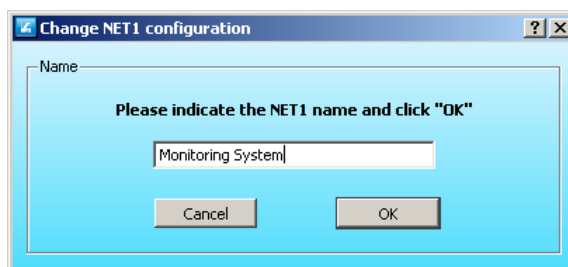 Change NET1 configuration
Name
Please indicate the NET1 name and click "OK"
Monitoring System
Cancel OK